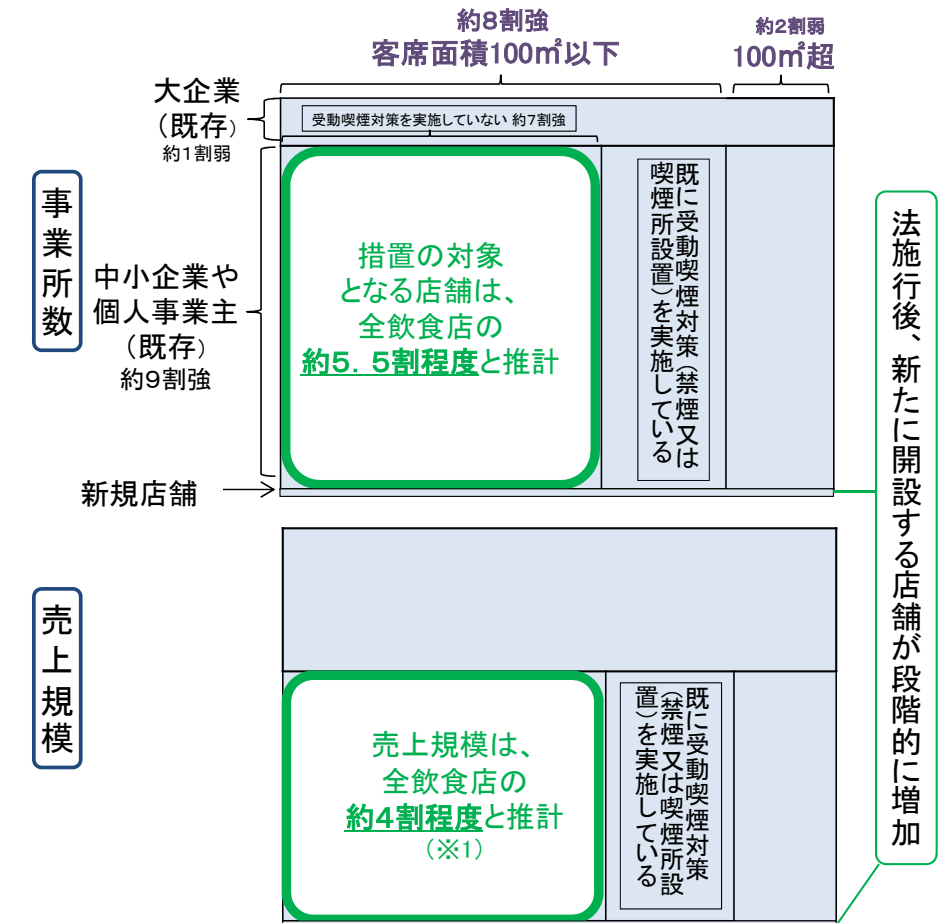 約8割強
客席面積100㎡以下
約2割弱
100㎡超
大企業
（既存）
約1割弱
受動喫煙対策を実施していない 約7割強
事業所数
中小企業や
個人事業主
（既存）
約9割強
措置の対象
となる店舗は、
全飲食店の
約5．5割程度と推計
既に受動喫煙対策（禁煙又は
喫煙所設置）を実施している
新規店舗
法施行後、新たに開設する店舗が段階的に増加
売上規模
売上規模は、
全飲食店の
約4割程度と推計
（※1）
既に受動喫煙対策
（禁煙又は喫煙所設
置）を実施している